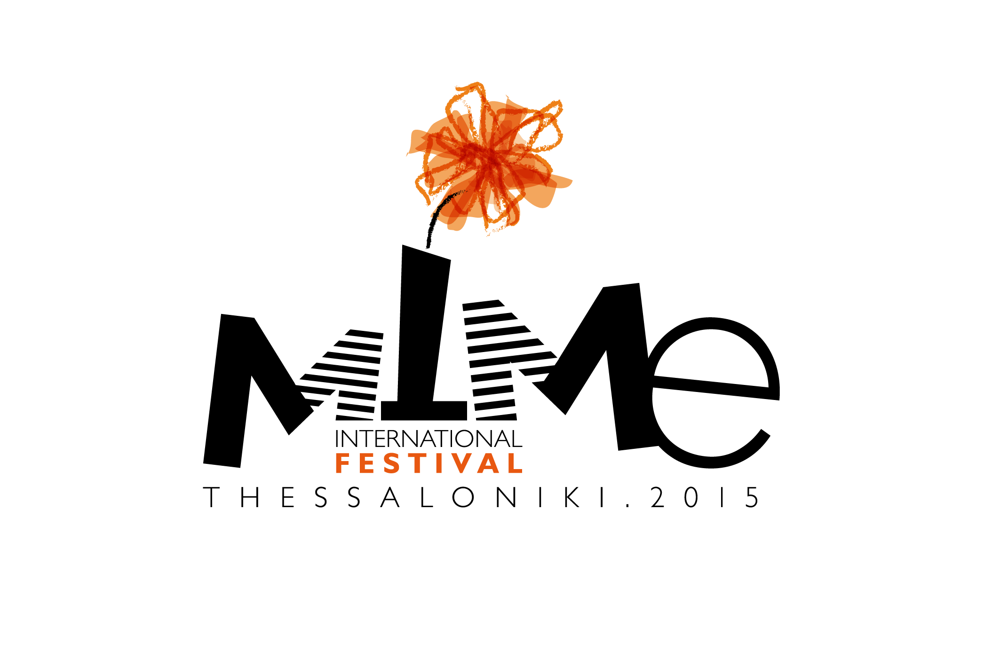 MIMe
INTERNATIONAL
FESTIVAL
THESSALONIKI.2015